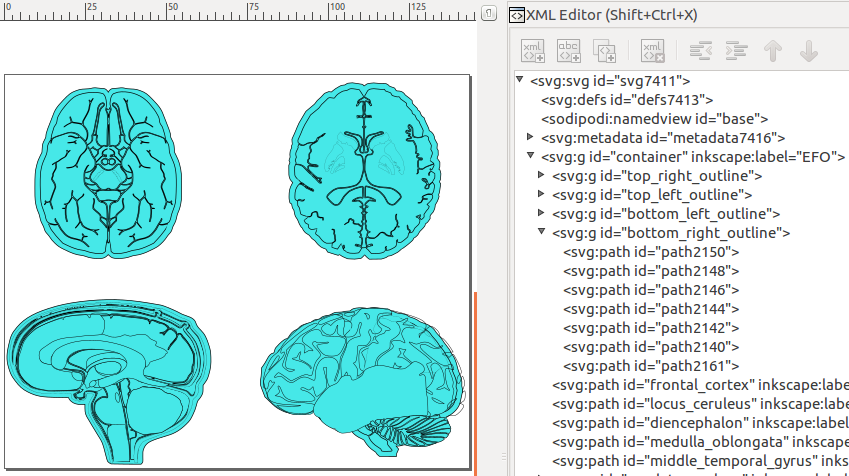 0 25 50 75 100 125
XML Editor (Shift+Ctrl+X)
xml abc xml
<svg:svg id="svg7411">
<svg:defs id="defs7413">
<sodipodi:namedview id="base">
<svg:metadata id="metadata7416">
<svg:g id="container" inkscape:label="EFO">
<svg:g id="top_right_outline">
<svg:g id="top_left_outline">
<svg:g id="bottom_left_outline">
<svg:g id="bottom_right_outline">
<svg:path id="path2150">
<svg:path id="path2148">
<svg:path id="path2146">
<svg:path id="path2144">
<svg:path id="path2142">
<svg:path id="path2140">
<svg:path id="path2161">
<svg:path id="frontal_cortex" inkscape:label
<svg:path id="locus_ceruleus" inkscape:labe
<svg:path id="diencephalon" inkscape:label=
<svg:path id="medulla_oblongata" inkscape:l
<svg:path id="middle_temporal_gyrus" inks